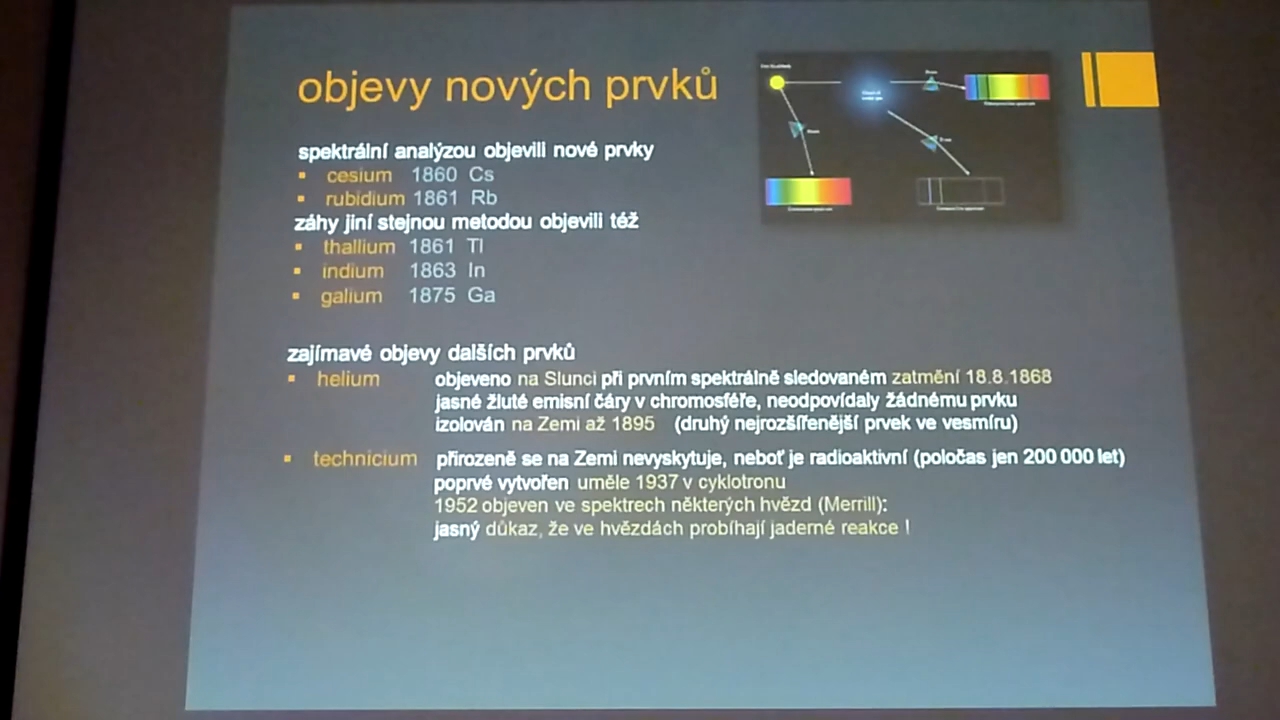 objevy nových prvků
spektrální analýzou objevili nové prvky
▪ cesium 1860 Cs
▪ rubidium 1861 Rb
záhy jiní stejnou metodou objevili též
▪ thallium 1861 Tl
▪ indium 1863 In
▪ galium 1875 Ga
zajímavé objevy dalších prvků
▪ helium objeveno na Slunci při prvním spektrálně sledovaném zatmění 18.8.1868
jasné žluté emisní čáry v chromosféře, neodpovídaly žádnému prvku
izolován na Zemi až 1895 (druhý nejrozšířenější prvek ve vesmíru)
▪ technicium přirozeně se na Zemi nevyskytuje, neboť je radioaktivní (poločas jen 200 000 let)
poprvé vytvořen uměle 1937 v cyklotronu
1952 objeven ve spektrech některých hvězd (Merrill):
jasný důkaz, že ve hvězdách probíhají jaderné reakce !